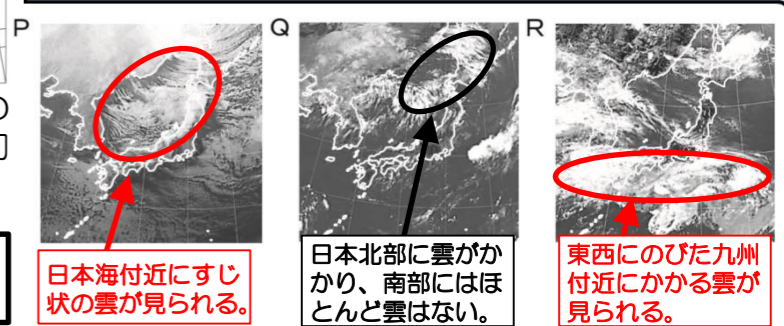 P
Q
R
の
日本海付近にすじ
状の雲が見られる。
日本北部に雲がか
かり、南部にはほ
とんど雲はない。
東西にのびた九州
付近にかかる雲が
見られる。